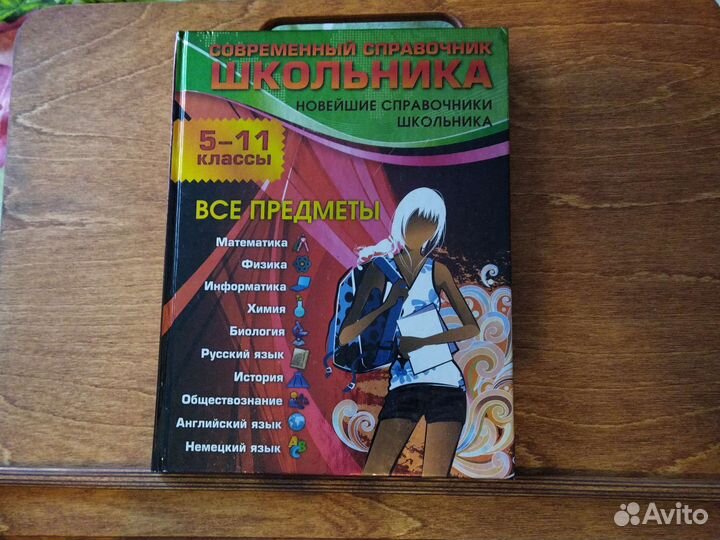 СОВРЕМЕННЫЙ СПРАВОЧНИК
ШКОЛЬНИКА
НОВЕЙШИЕ СПРАВОЧНИКИ
ШКОЛЬНИКА
5–11
классы
ВСЕ ПРЕДМЕТЫ
Математика
Физика
Информатика
Химия
Биология
Русский язык
История
Обществознание
Английский язык
Немецкий язык
Avito